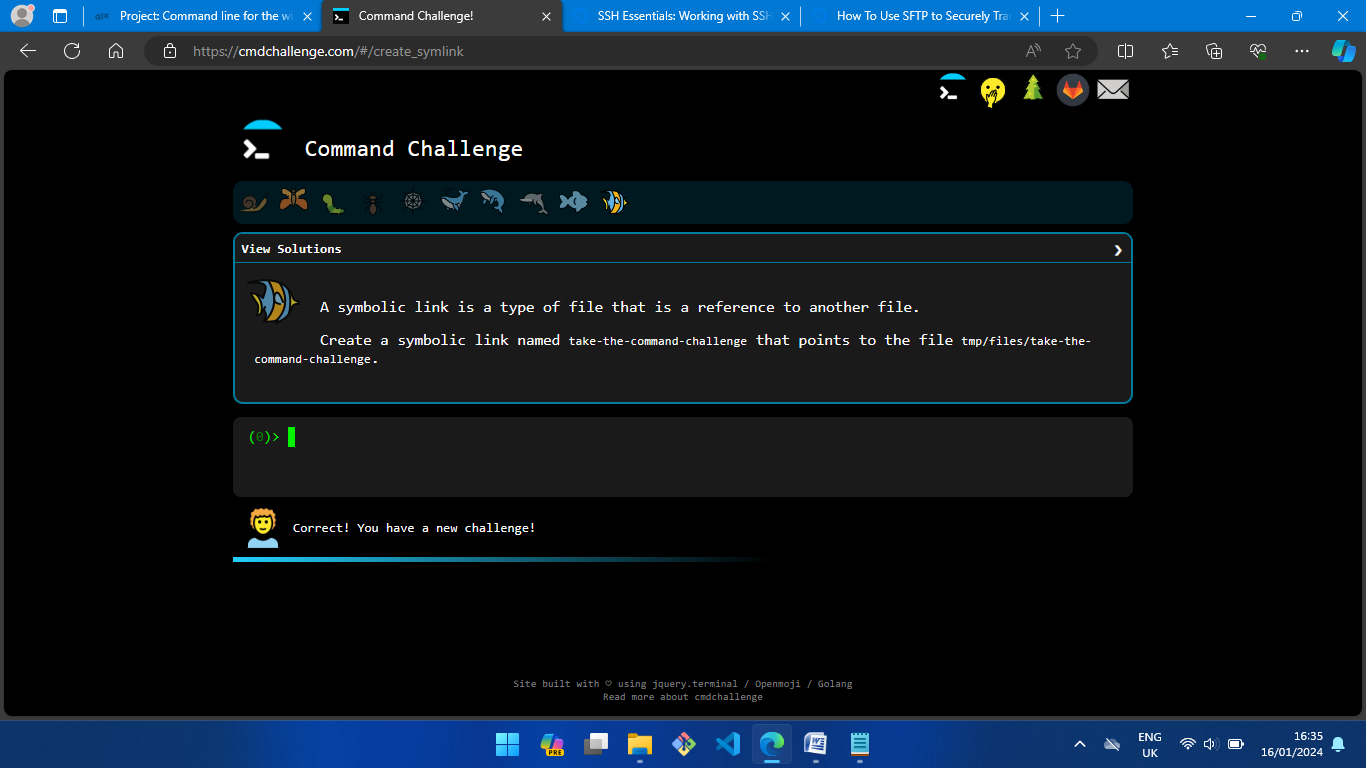 Project: Command line for the wi
Command Challenge!
SSH Essentials: Working with SSH
How To Use SFTP to Securely Tra
https://cmdchallenge.com/#/create_symlink
Command Challenge
View Solutions
A symbolic link is a type of file that is a reference to another file.
Create a symbolic link named take-the-command-challenge that points to the file tmp/files/take-the-
command-challenge.
(0)>
Correct! You have a new challenge!
Site built with ♡ using jquery.terminal / Openmoji / Golang
Read more about cmdchallenge
PRE
ENG
UK
16:35
16/01/2024